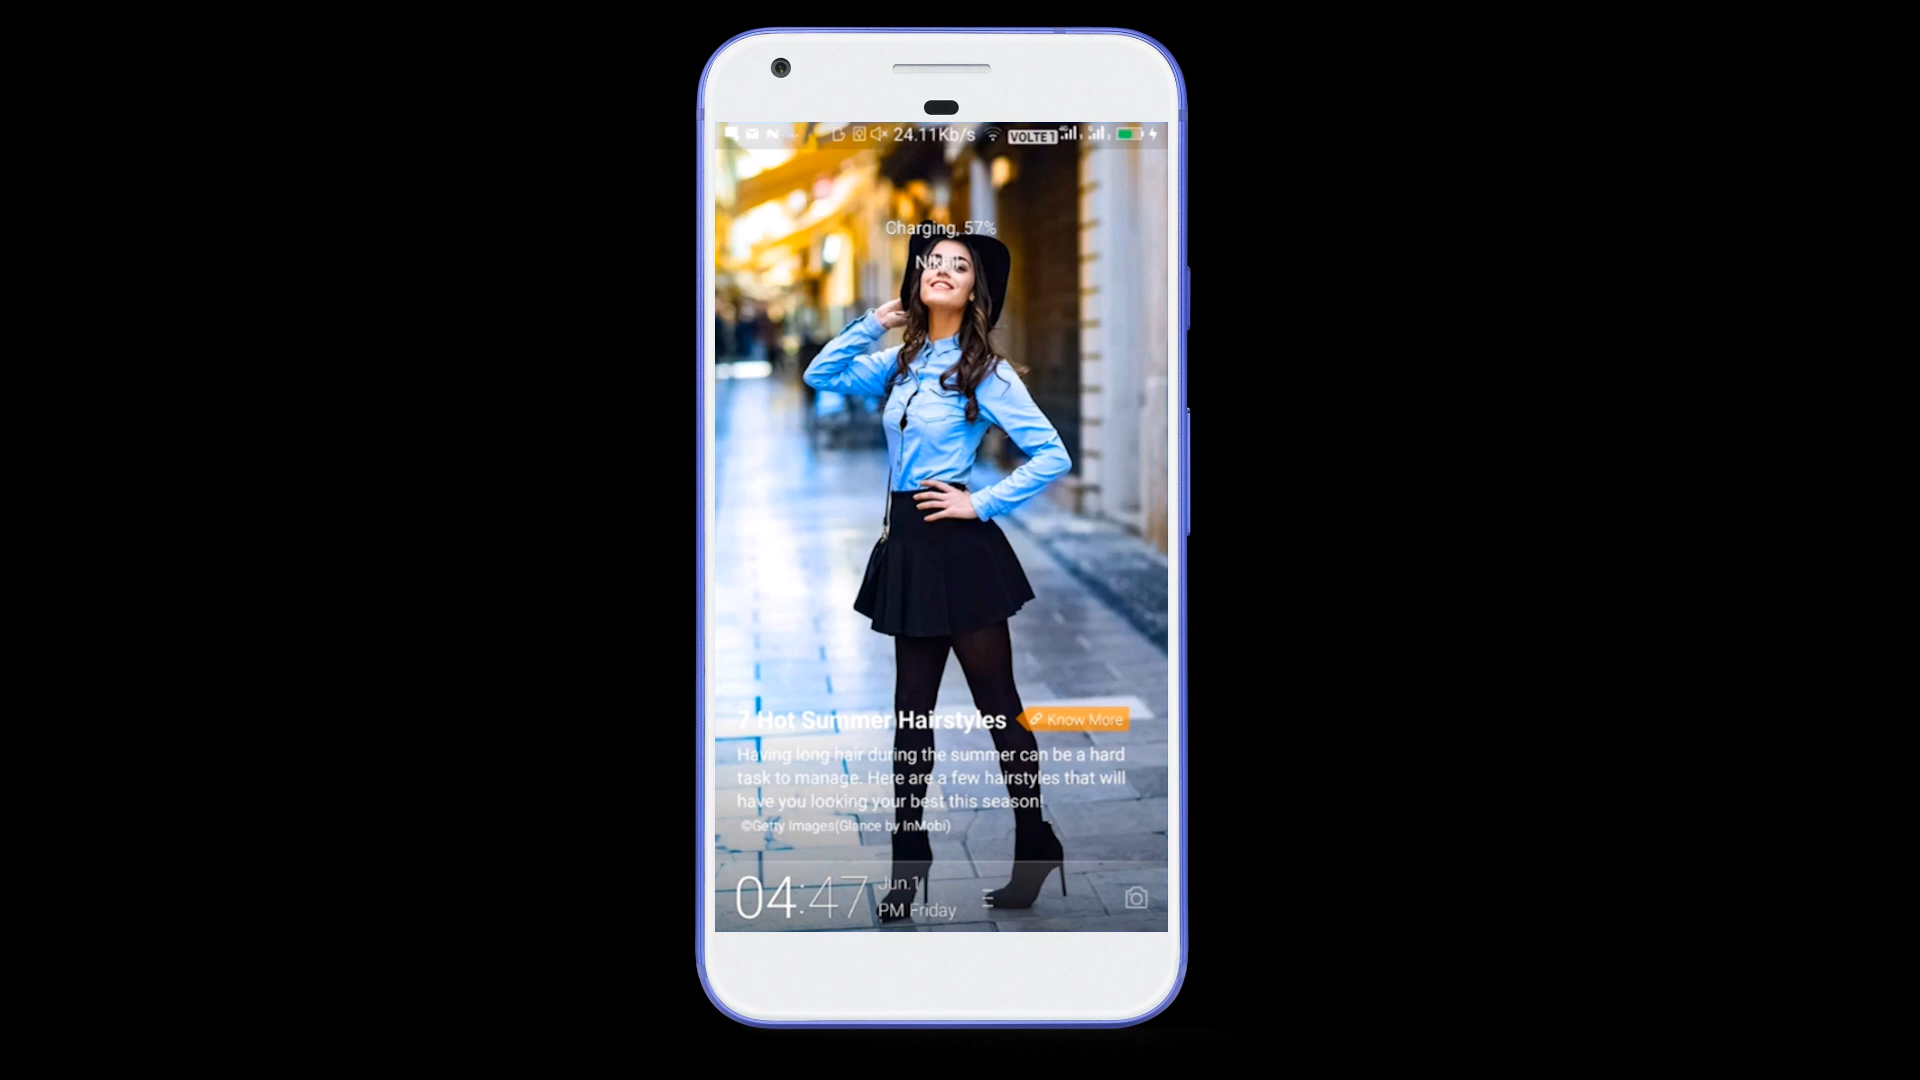 24.11Kb/s VOLTE 1
Charging, 57%
7 Hot Summer Hairstyles
Know More
Having long hair during the summer can be a hard
task to manage. Here are a few hairstyles that will
have you looking your best this season!
©Getty Images(Glance by InMobi)
04:47
Jun.1
PM Friday